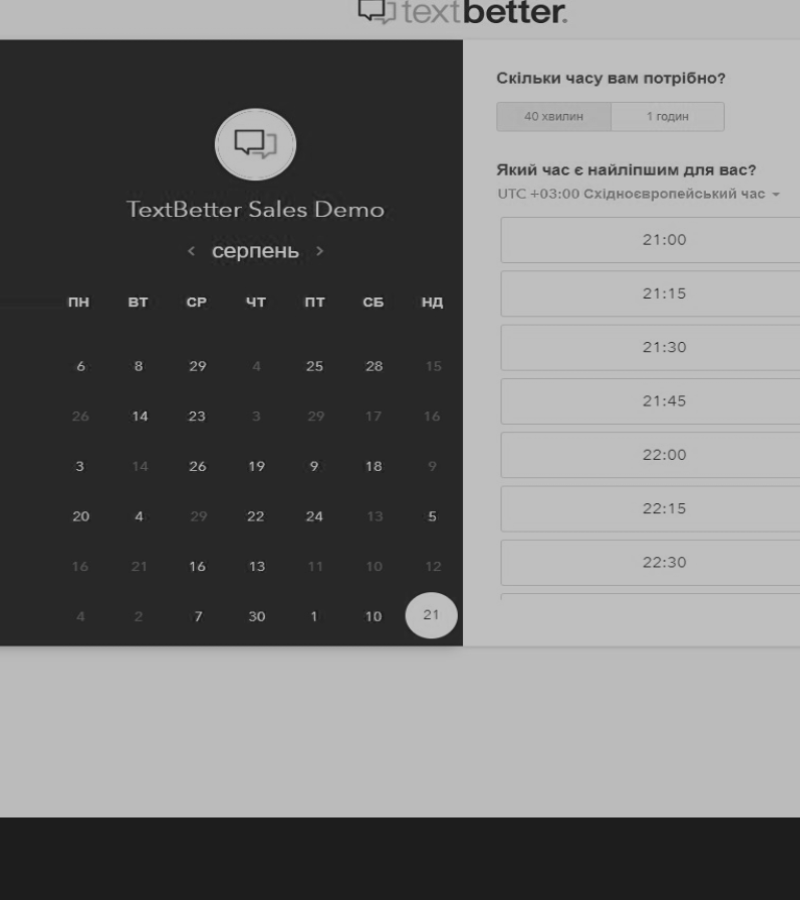 textbetter.
TextBetter Sales Demo
‹ серпень ›
ПН ВТ СР ЧТ ПТ СБ НД
6 8 29 4 25 28 15
26 14 23 3 29 17 16
3 14 26 19 9 18 9
20 4 29 22 24 13 5
16 21 16 13 11 10 12
4 2 7 30 1 10 21
Скільки часу вам потрібно?
40 хвилин 1 годин
Який час є найліпшим для вас?
UTC +03:00 Східноєвропейський час
21:00
21:15
21:30
21:45
22:00
22:15
22:30